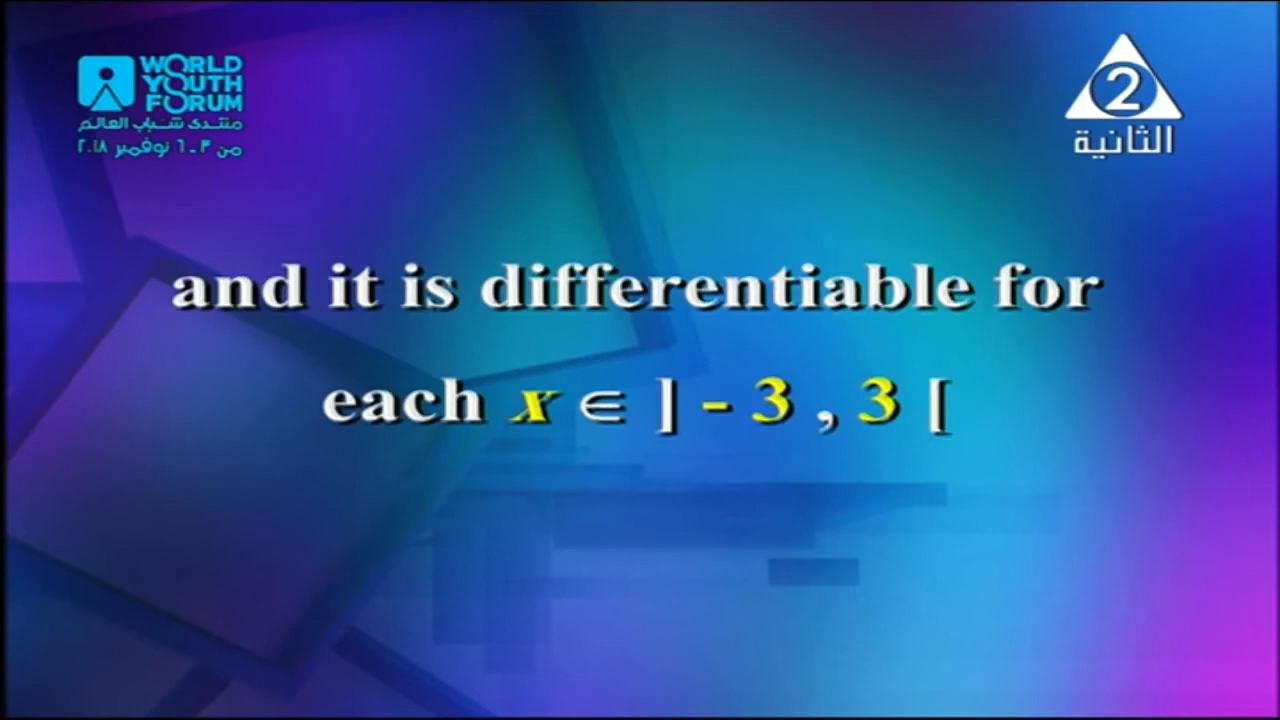 WORLD
YOUTH
FORUM
منتدى شباب العالم
من ٣ - ٦ نوفمبر ٢٠١٨
2
الثانية
and it is differentiable for
each x ∈ ] - 3 , 3 [